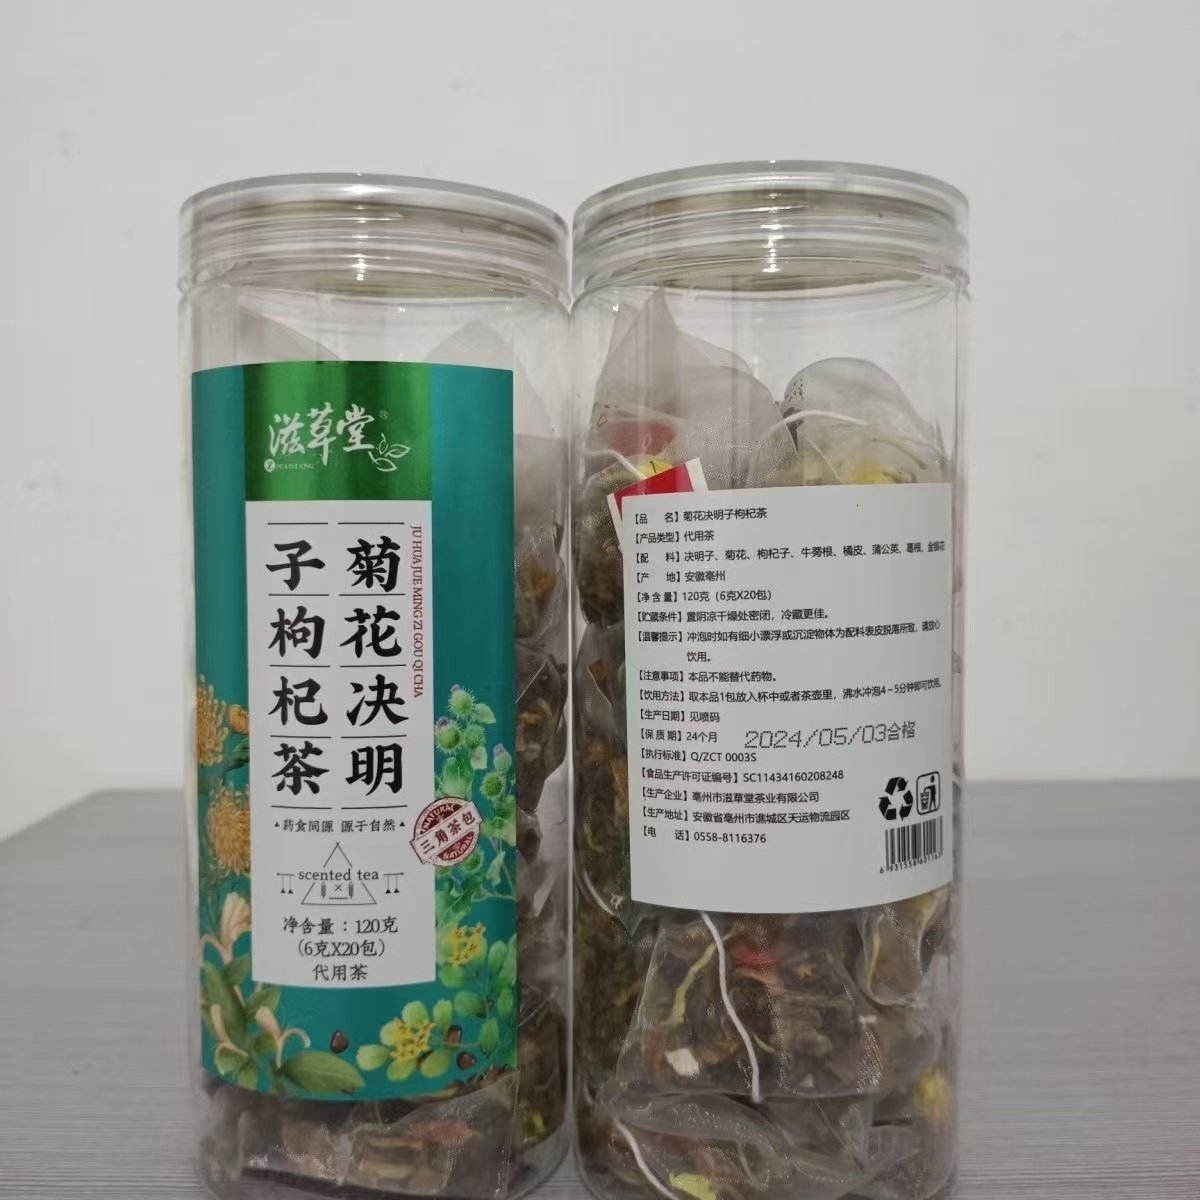 滋草堂®
ZICAOTANG
菊花决明
子枸杞茶
JU HUA JUE MING ZI GOU QI CHA
药食同源 源于自然
NATURAL
三角茶包
NATURAL
scented tea
净含量：120克
（6克X20包）
代用茶
【品 名】菊花决明子枸杞茶
【产品类型】代用茶
【配 料】决明子、菊花、枸杞子、牛蒡根、橘皮、蒲公英、葛根、金银花
【产 地】安徽亳州
【净 含 量】120克（6克X20包）
【贮藏条件】置阴凉干燥处密闭，冷藏更佳。
【温馨提示】冲泡时如有细小漂浮或沉淀物体为配料表皮脱落所致，请放心
饮用。
【注意事项】本品不能替代药物。
【饮用方法】取本品1包放入杯中或者茶壶里，沸水冲泡4～5分钟即可饮用。
【生产日期】见喷码
【保 质 期】24个月
2024/05/03合格
【执行标准】Q/ZCT 0003S
【食品生产许可证编号】SC11434160208248
【生产企业】亳州市滋草堂茶业有限公司
【生产地址】安徽省亳州市谯城区天运物流园区
【电 话】0558-8116376